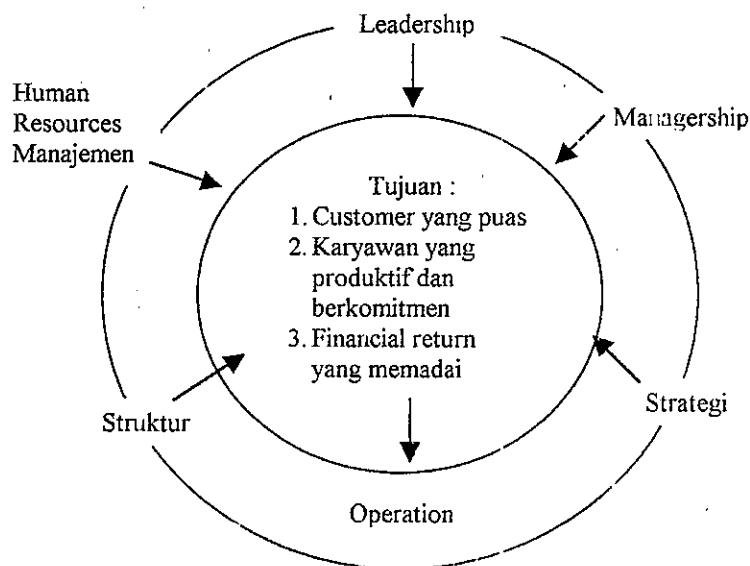 Leadership
Human
Resources
Manajemen
Managership
Tujuan :
1. Customer yang puas
2. Karyawan yang
produktif dan
berkomitmen
3. Financial return
yang memadai
Struktur
Strategi
Operation